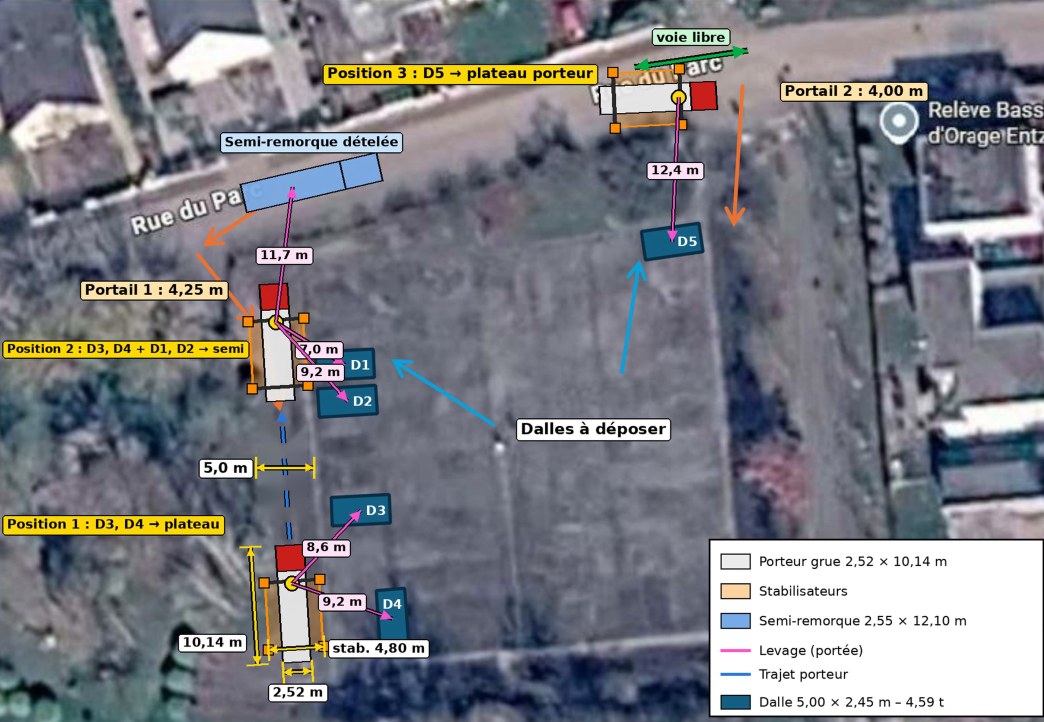 voie libre
Position 3 : D5 → plateau porteur
du Parc
Portail 2 : 4,00 m
Relève Bass
d'Orage Entz
Semi-remorque dételée
12,4 m
Rue du Pa
D5
11,7 m
Portail 1 : 4,25 m
Position 2 : D3, D4 + D1, D2 → semi
7,0 m
D1
9,2 m
D2
Dalles à déposer
5,0 m
D3
Position 1 : D3, D4 → plateau
8,6 m
9,2 m
D4
10,14 m
stab. 4,80 m
2,52 m
Porteur grue 2,52 × 10,14 m
Stabilisateurs
Semi-remorque 2,55 × 12,10 m
Levage (portée)
Trajet porteur
Dalle 5,00 × 2,45 m – 4,59 t